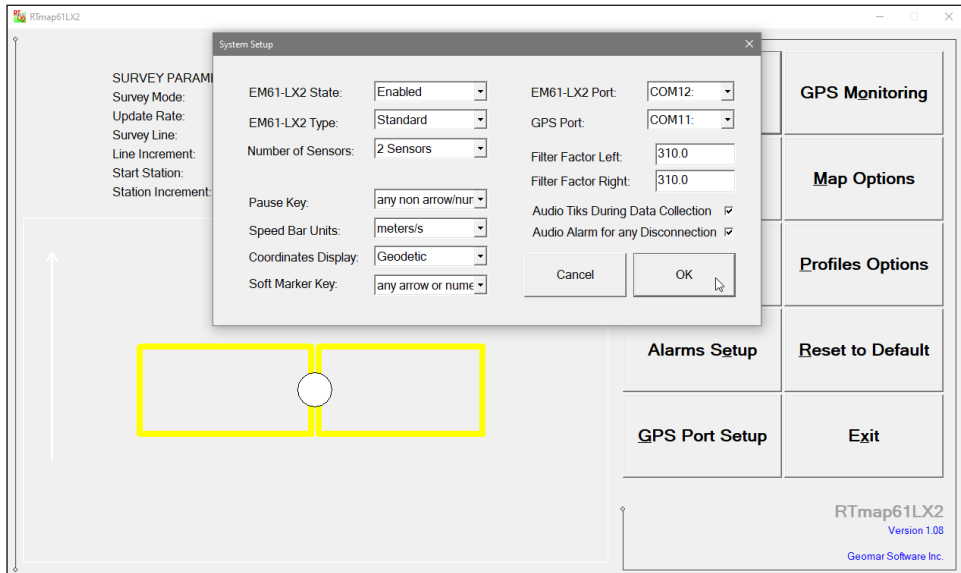 RTmap61LX2
System Setup
SURVEY PARAM
Survey Mode:
Update Rate:
Survey Line:
Line Increment:
Start Station:
Station Increment:
EM61-LX2 State: Enabled
EM61-LX2 Type: Standard
Number of Sensors: 2 Sensors
Pause Key: any non arrow/nur
Speed Bar Units: meters/s
Coordinates Display: Geodetic
Soft Marker Key: any arrow or nume
EM61-LX2 Port: COM12:
GPS Port: COM11:
Filter Factor Left: 310.0
Filter Factor Right: 310.0
Audio Tiks During Data Collection
Audio Alarm for any Disconnection
Cancel OK
GPS Monitoring
Map Options
Profiles Options
Alarms Setup Reset to Default
GPS Port Setup Exit
RTmap61LX2
Version 1.08
Geomar Software Inc.